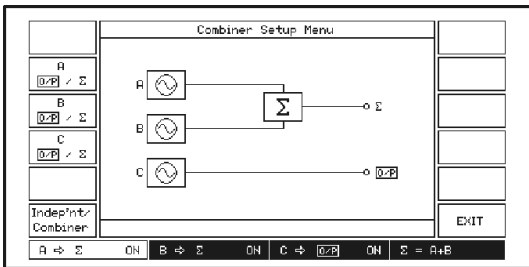 Combiner Setup Menu
A
O/P / Σ
B
O/P / Σ
C
O/P / Σ
Indep'nt/
Combiner
A
B
C
Σ
Σ
O/P
EXIT
A ⇨ Σ ON
B ⇨ Σ ON
C ⇨ O/P ON
Σ = A+B